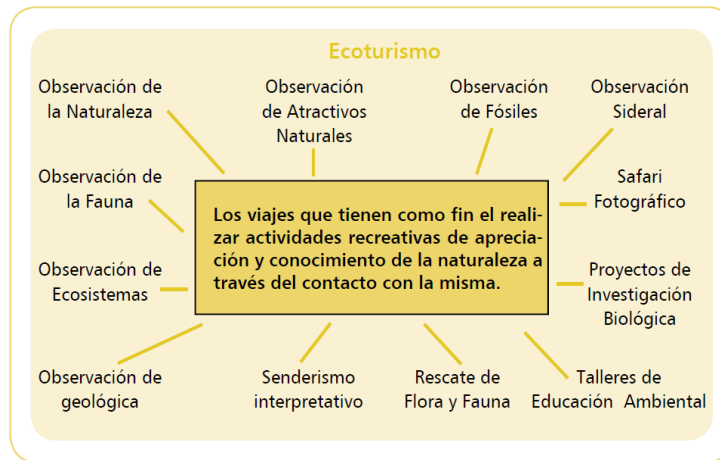 Ecoturismo
Observación de
la Naturaleza
Observación
de Atractivos
Naturales
Observación
de Fósiles
Observación
Sideral
Observación de
la Fauna
Safari
Fotográfico
Los viajes que tienen como fin el reali-
zar actividades recreativas de aprecia-
ción y conocimiento de la naturaleza a
través del contacto con la misma.
Observación de
Ecosistemas
Proyectos de
Investigación
Biológica
Observación de
geológica
Senderismo
interpretativo
Rescate de
Flora y Fauna
Talleres de
Educación Ambiental